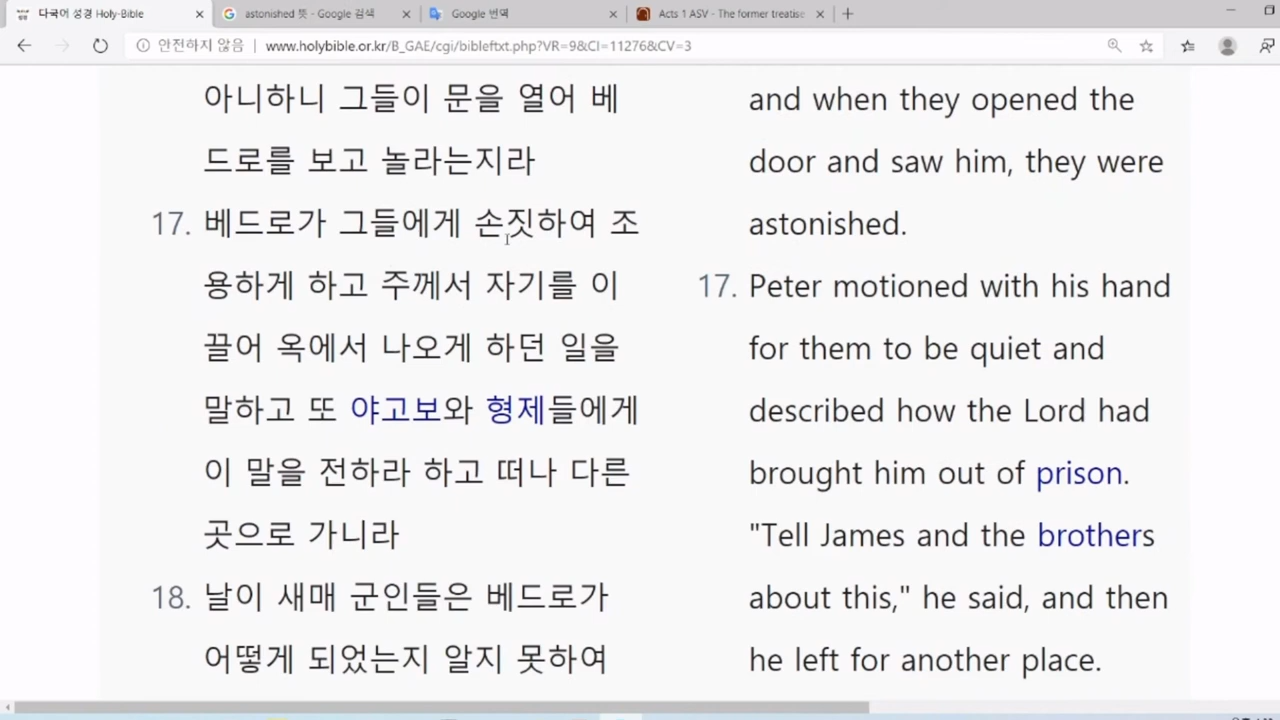 다국어 성경 Holy-Bible
astonished 뜻 - Google 검색
Google 번역
Acts 1 ASV - The former treatise
안전하지 않음 | www.holybible.or.kr/B_GAE/cgi/bibleftxt.php?VR=9&CI=11276&CV=3
아니하니 그들이 문을 열어 베
드로를 보고 놀라는지라
17. 베드로가 그들에게 손짓하여 조
용하게 하고 주께서 자기를 이
끌어 옥에서 나오게 하던 일을
말하고 또 야고보와 형제들에게
이 말을 전하라 하고 떠나 다른
곳으로 가니라
18. 날이 새매 군인들은 베드로가
어떻게 되었는지 알지 못하여
and when they opened the
door and saw him, they were
astonished.
17. Peter motioned with his hand
for them to be quiet and
described how the Lord had
brought him out of prison.
"Tell James and the brothers
about this," he said, and then
he left for another place.